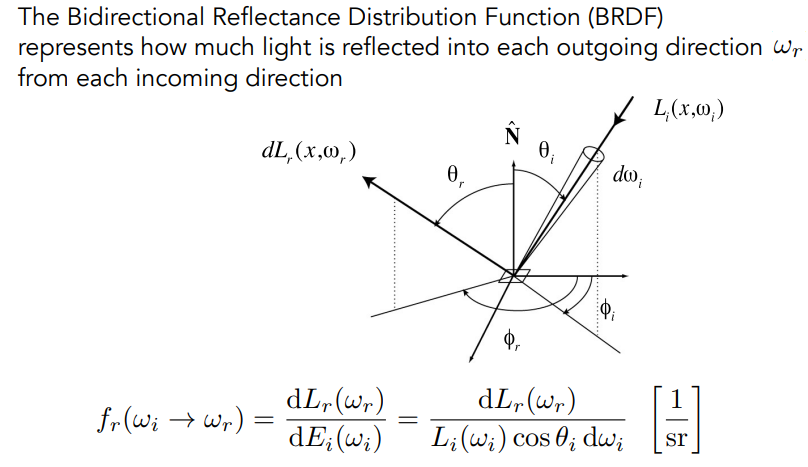 The Bidirectional Reflectance Distribution Function (BRDF)
represents how much light is reflected into each outgoing direction ωᵣ
from each incoming direction
Lᵢ(x,ωᵢ)
N̂
θᵢ
dLᵣ(x,ωᵣ)
θᵣ
dωᵢ
ϕᵢ
ϕᵣ
fᵣ(ωᵢ → ωᵣ) = dLᵣ(ωᵣ) / dEᵢ(ωᵢ) = dLᵣ(ωᵣ) / Lᵢ(ωᵢ) cos θᵢ dωᵢ [1 / sr]